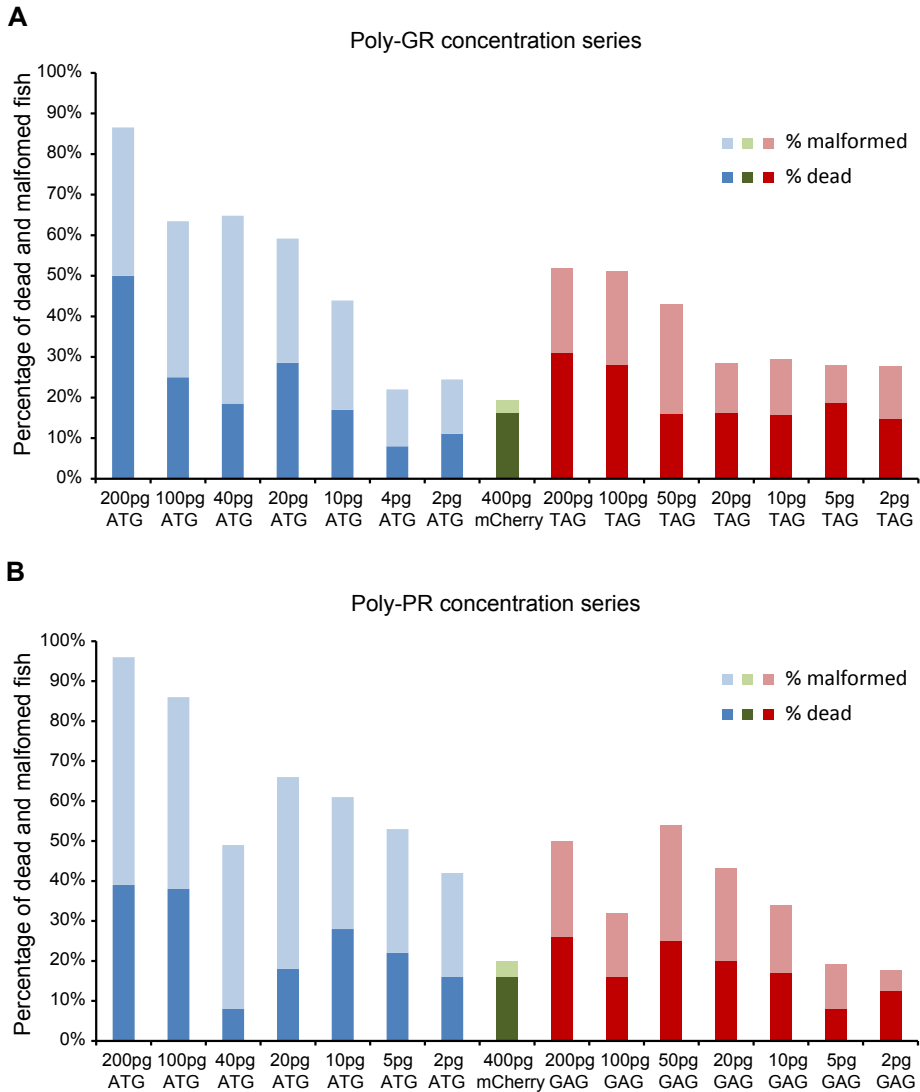 A
Poly-GR concentration series
Percentage of dead and malfomed fish
100%
90%
80%
70%
60%
50%
40%
30%
20%
10%
0%
% malformed
% dead
200pg 100pg 40pg 20pg 10pg 4pg 2pg 400pg 200pg 100pg 50pg 20pg 10pg 5pg 2pg
ATG ATG ATG ATG ATG ATG ATG mCherry TAG TAG TAG TAG TAG TAG TAG
B
Poly-PR concentration series
Percentage of dead and malfomed fish
100%
90%
80%
70%
60%
50%
40%
30%
20%
10%
0%
% malformed
% dead
200pg 100pg 40pg 20pg 10pg 5pg 2pg 400pg 200pg 100pg 50pg 20pg 10pg 5pg 2pg
ATG ATG ATG ATG ATG ATG ATG mCherry GAG GAG GAG GAG GAG GAG GAG